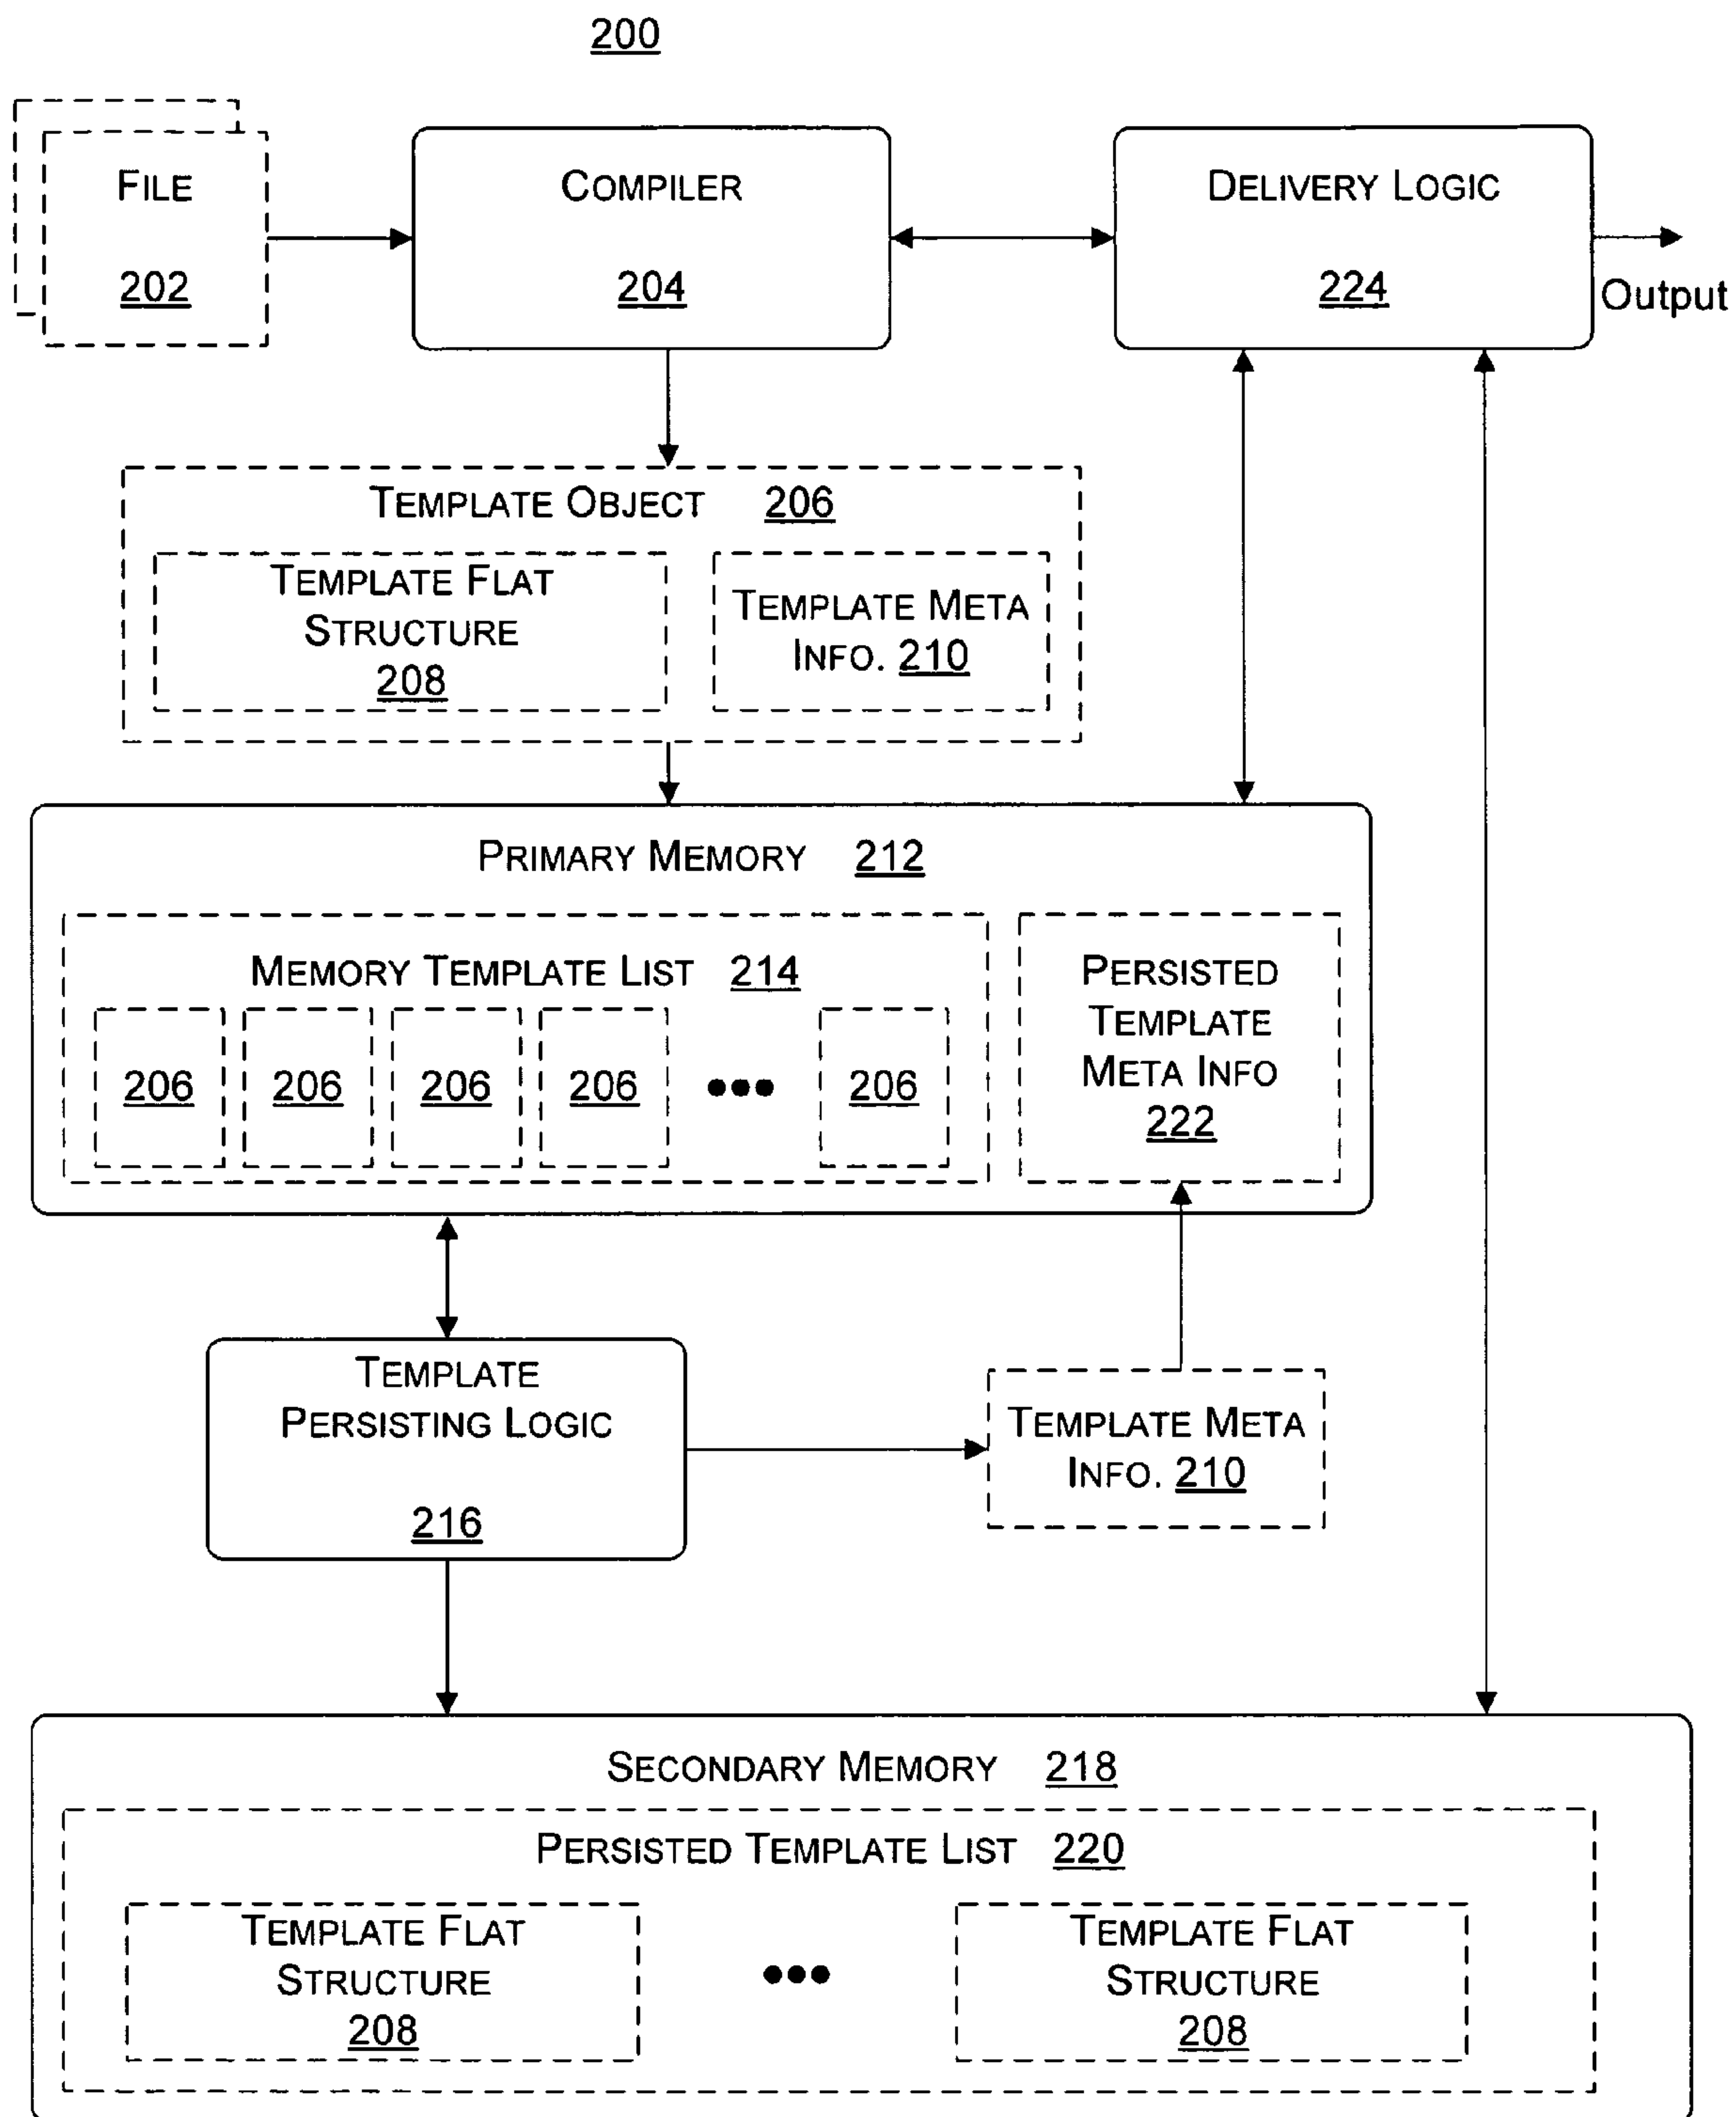 200
FILE
202
COMPILER
204
DELIVERY LOGIC
224
Output
TEMPLATE OBJECT 206
TEMPLATE FLAT
STRUCTURE
208
TEMPLATE META
INFO. 210
PRIMARY MEMORY 212
MEMORY TEMPLATE LIST 214
206 206 206 206 ••• 206
PERSISTED
TEMPLATE
META INFO
222
TEMPLATE
PERSISTING LOGIC
216
TEMPLATE META
INFO. 210
SECONDARY MEMORY 218
PERSISTED TEMPLATE LIST 220
TEMPLATE FLAT
STRUCTURE
208
•••
TEMPLATE FLAT
STRUCTURE
208